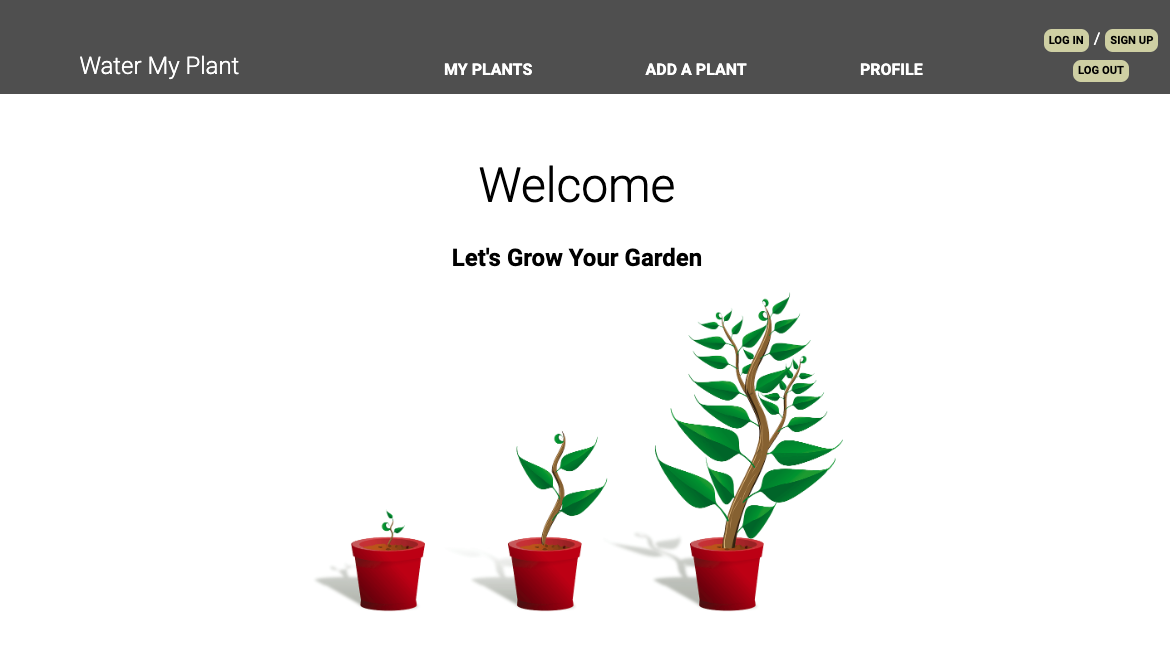 Water My Plant
MY PLANTS
ADD A PLANT
PROFILE
LOG IN / SIGN UP
LOG OUT
Welcome
Let's Grow Your Garden